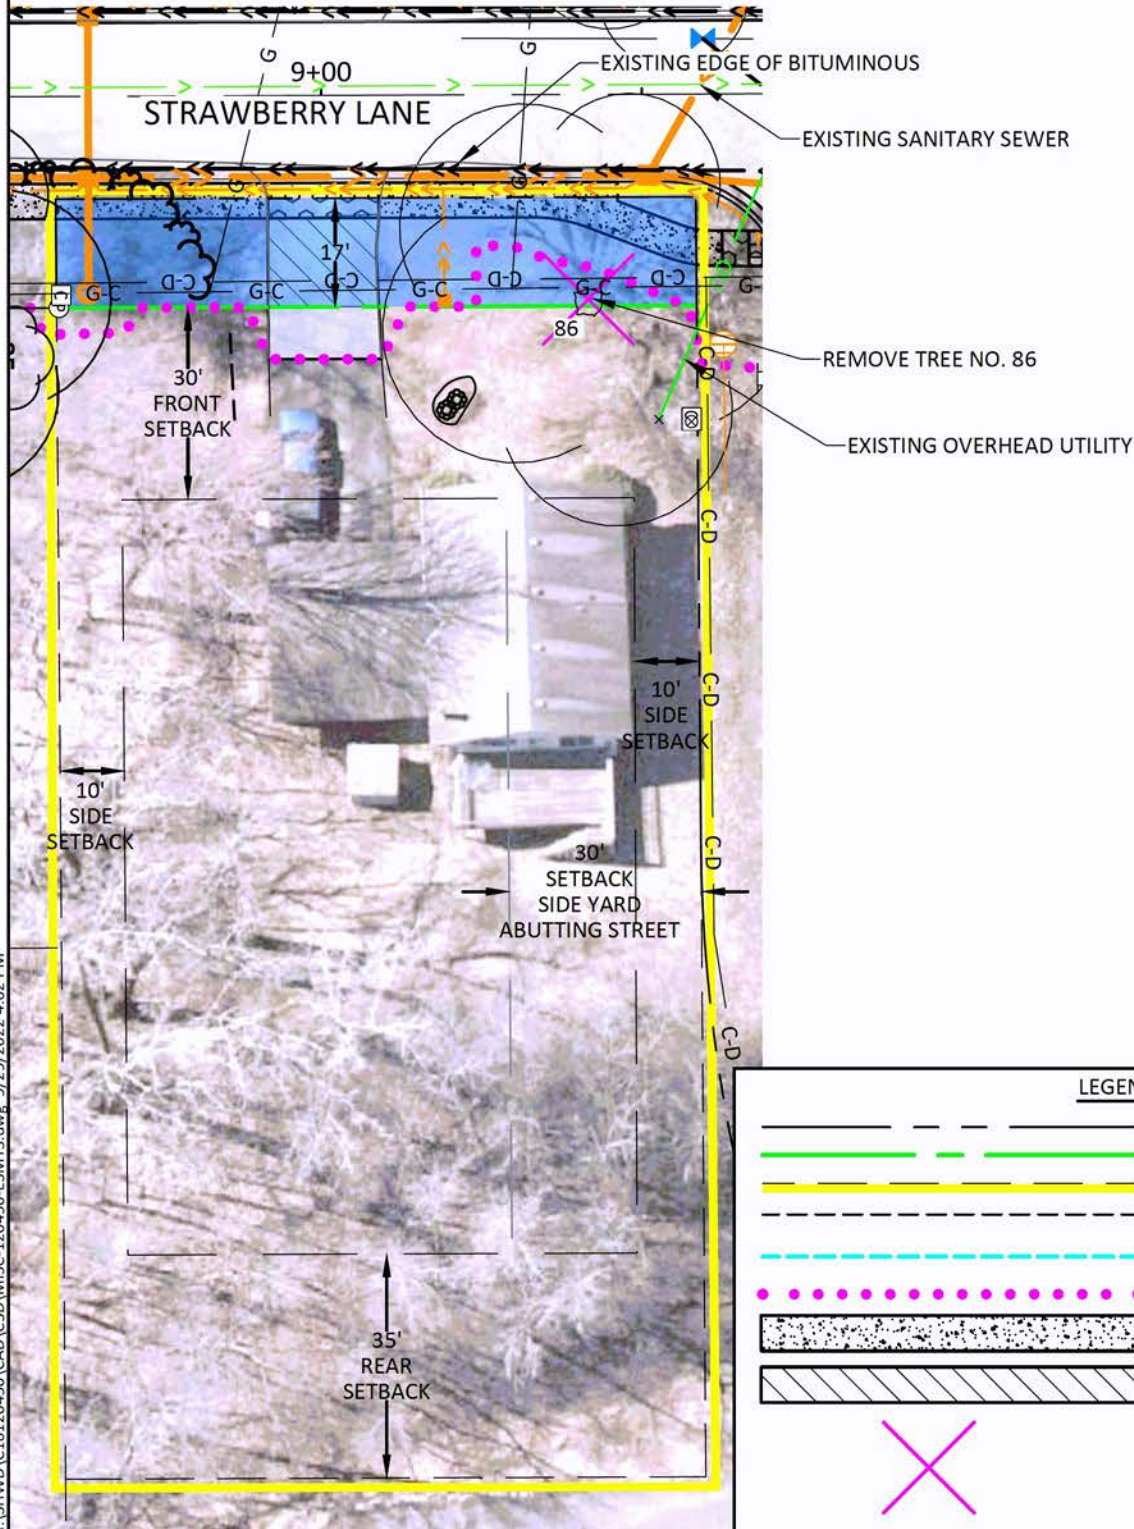 G
G
9+00
EXISTING EDGE OF BITUMINOUS
STRAWBERRY LANE
EXISTING SANITARY SEWER
G
G
17'
C-D
C-D
C-D
C-D
G-C
G-C
G-C
G-C
G-
CP
86
REMOVE TREE NO. 86
C-D
30'
FRONT
SETBACK
EXISTING OVERHEAD UTILITY
C-D
10'
SIDE
SETBACK
C-D
10'
SIDE
SETBACK
C-D
30'
SETBACK
SIDE YARD
ABUTTING STREET
C-D
LEGEN
35'
REAR
SETBACK